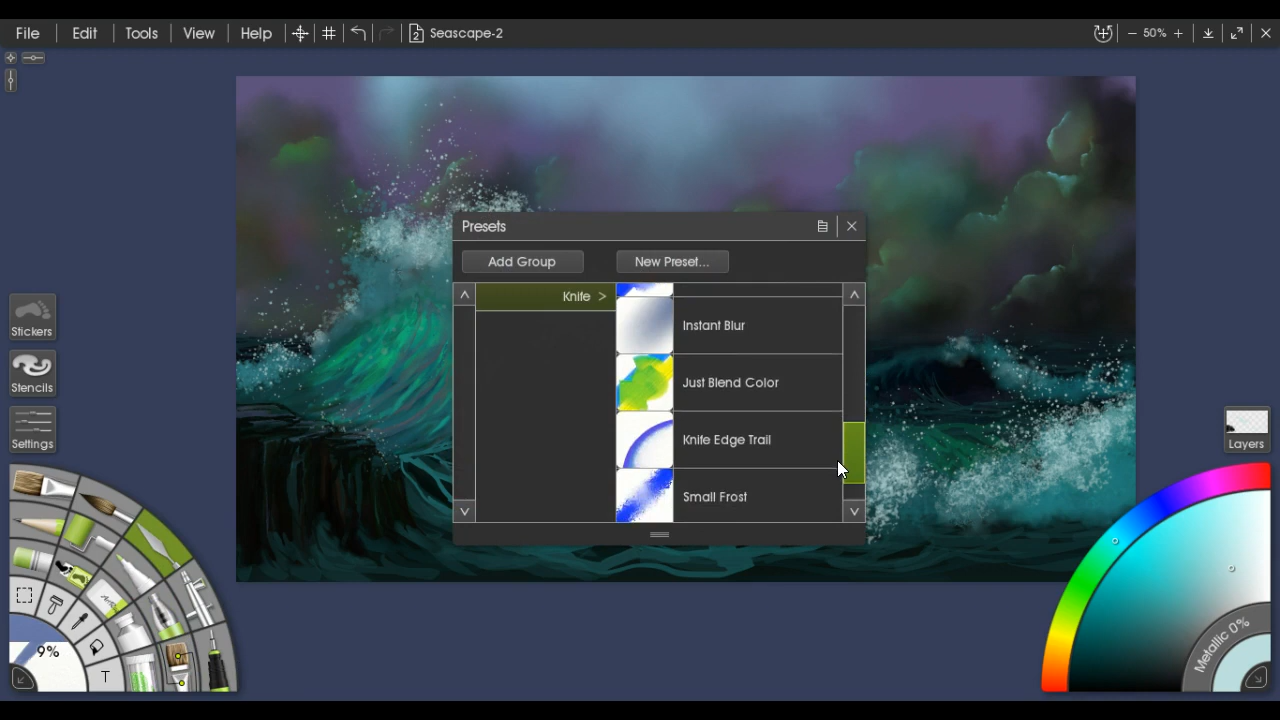 File Edit Tools View Help 2 Seascape-2 50%
Presets
Add Group New Preset...
Knife >
Instant Blur
Just Blend Color
Knife Edge Trail
Small Frost
Stickers
Stencils
Settings
Layers
9%
T
Metallic 0%